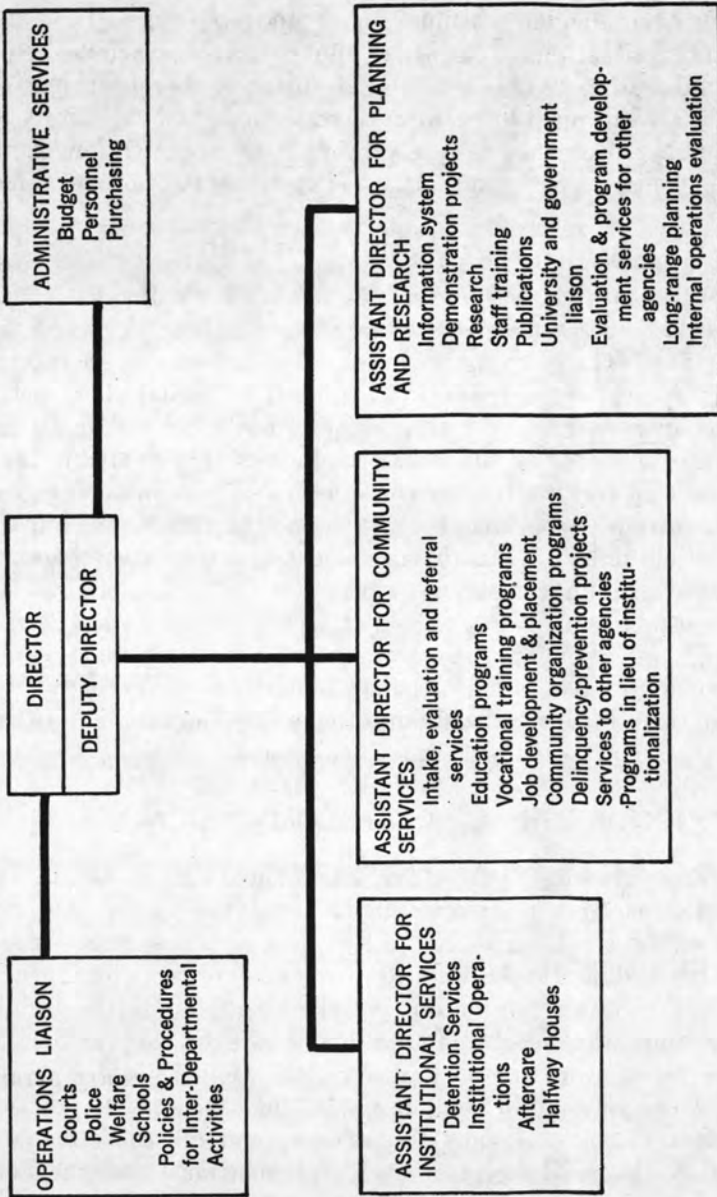 OPERATIONS LIAISON
Courts
Police
Welfare
Schools
Policies & Procedures
for Inter-Departmental
Activities
DIRECTOR
DEPUTY DIRECTOR
ADMINISTRATIVE SERVICES
Budget
Personnel
Purchasing
ASSISTANT DIRECTOR FOR
INSTITUTIONAL SERVICES
Detention Services
Institutional Opera-
tions
Aftercare
Halfway Houses
ASSISTANT DIRECTOR FOR COMMUNITY
SERVICES
Intake, evaluation and referral
services
Education programs
Vocational training programs
Job development & placement
Community organization programs
Delinquency-prevention projects
Services to other agencies
Programs in lieu of institu
tionalization
ASSISTANT DIRECTOR FOR PLANNING
AND RESEARCH
Information system
Demonstration projects
Research
Staff training
Publications
University and government
liaison
Evaluation & program develop-
ment services for other
agencies
Long-range planning
Internal operations evaluation